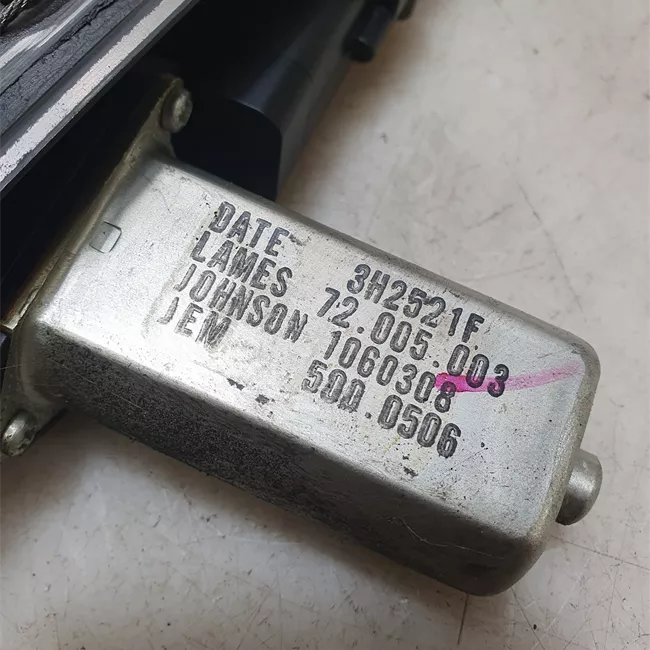 DATE 3H2521F
LAMES 72.005.003
JOHNSON 1060308
JEM 500.0506